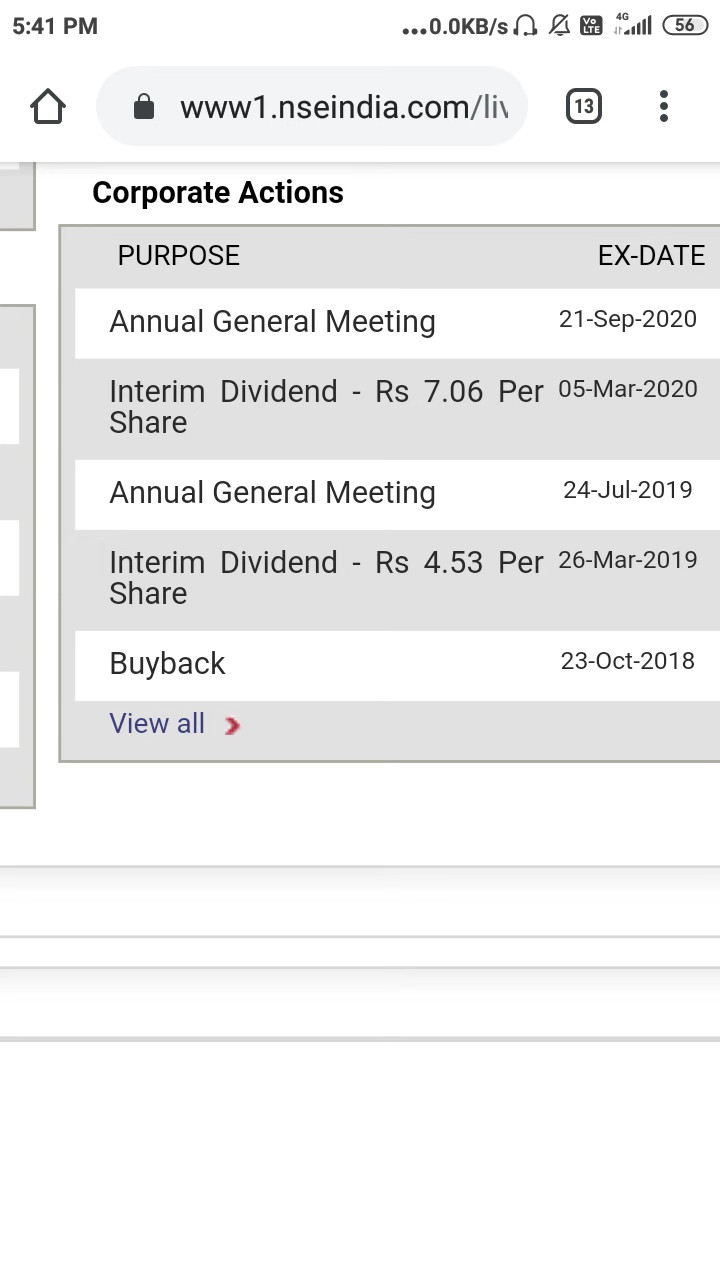 5:41 PM
...0.0KB/s
Vo
LTE
4G
56
www1.nseindia.com/liv
13
Corporate Actions
PURPOSE EX-DATE
Annual General Meeting 21-Sep-2020
Interim Dividend - Rs 7.06 Per 05-Mar-2020
Share
Annual General Meeting 24-Jul-2019
Interim Dividend - Rs 4.53 Per 26-Mar-2019
Share
Buyback 23-Oct-2018
View all